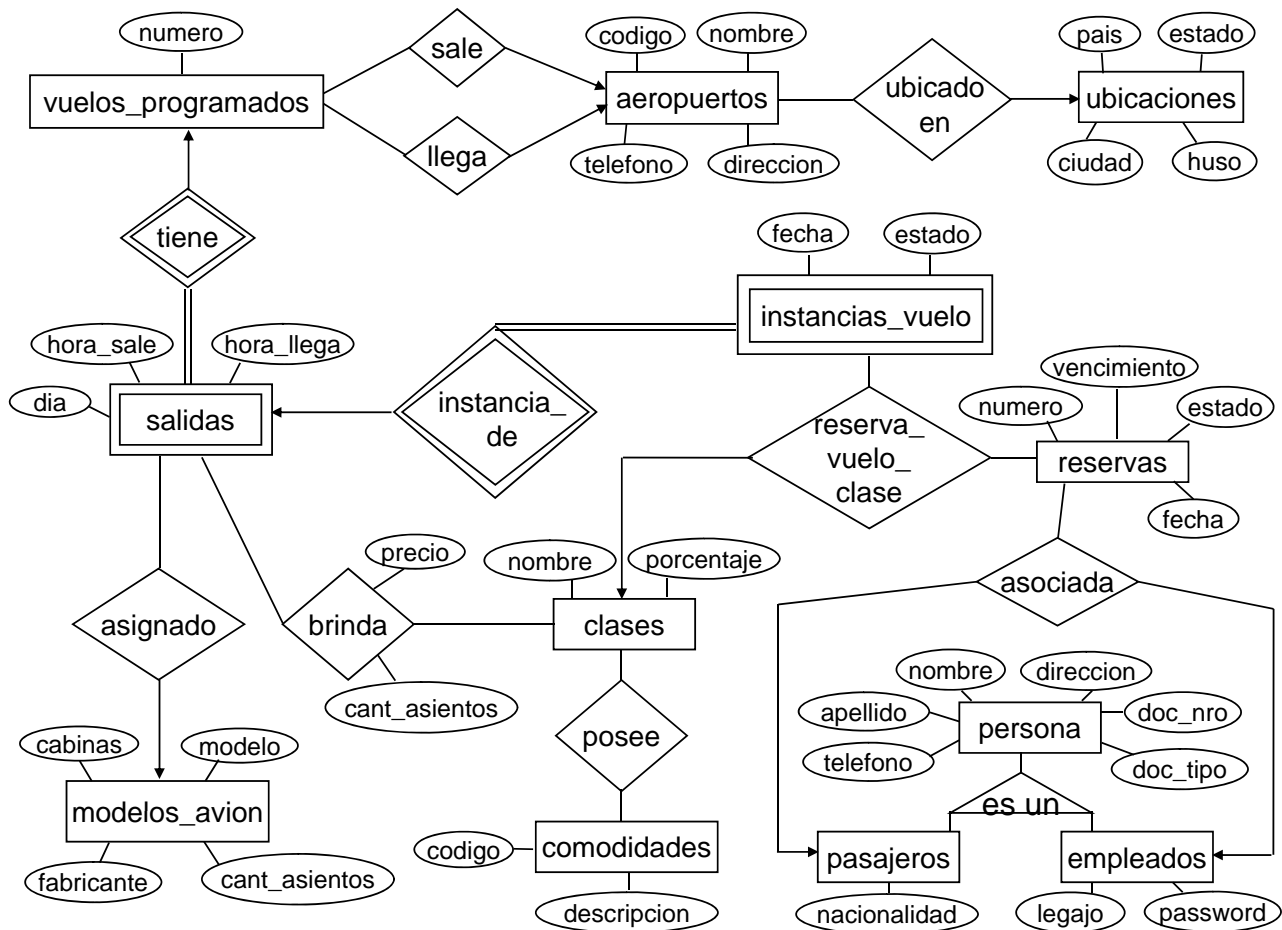 numero
sale
codigo
nombre
pais
estado
vuelos_programados
aeropuertos
ubicado
en
ubicaciones
llega
telefono
direccion
ciudad
huso
tiene
fecha
estado
instancias_vuelo
hora_sale
hora_llega
dia
salidas
instancia_
de
vencimiento
numero
estado
reserva_
vuelo_
clase
reservas
fecha
precio
nombre
porcentaje
asignado
brinda
clases
asociada
cant_asientos
nombre
direccion
apellido
doc_nro
persona
telefono
doc_tipo
posee
cabinas
modelo
modelos_avion
es un
codigo
comodidades
pasajeros
empleados
fabricante
cant_asientos
descripcion
nacionalidad
legajo
password